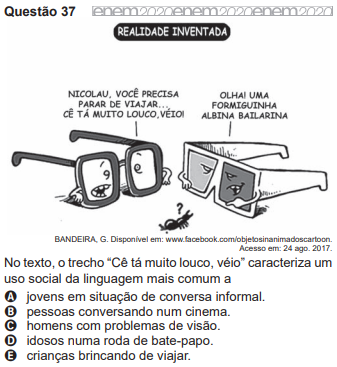 Questão 37
enem2020enem2020enem2020
REALIDADE INVENTADA
NICOLAU, VOCÊ PRECISA
PARAR DE VIAJAR...
CÊ TÁ MUITO LOUCO,VÉIO!
OLHA! UMA
FORMIGUINHA
ALBINA BAILARINA
BANDEIRA, G. Disponível em: www.facebook.com/objetosinanimadoscartoon.
Acesso em: 24 ago. 2017.
No texto, o trecho “Cê tá muito louco, véio” caracteriza um
uso social da linguagem mais comum a
A jovens em situação de conversa informal.
B pessoas conversando num cinema.
C homens com problemas de visão.
D idosos numa roda de bate-papo.
E crianças brincando de viajar.